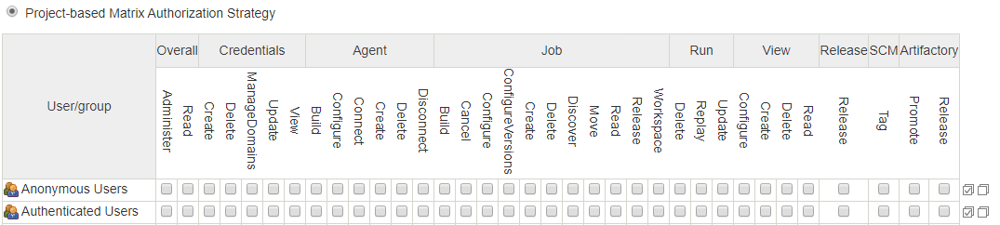 Project-based Matrix Authorization Strategy
Overall Credentials Agent Job Run View Release SCM Artifactory
User/group
Administer
Read
Create
Delete
ManageDomains
Update
View
Build
Configure
Connect
Create
Delete
Disconnect
Build
Cancel
Configure
ConfigureVersions
Create
Delete
Discover
Move
Read
Release
Workspace
Delete
Replay
Update
Configure
Create
Delete
Read
Release
Tag
Promote
Release
Anonymous Users
Authenticated Users